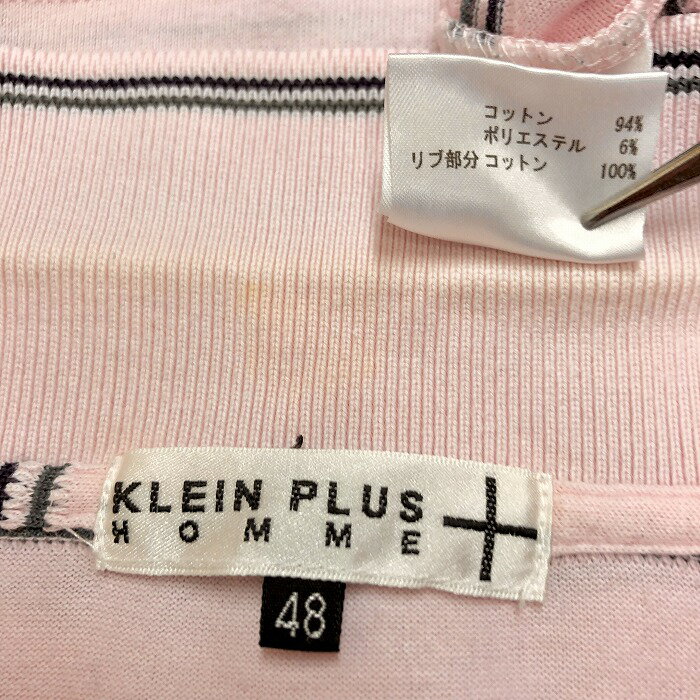 コットン 94%
ポリエステル 6%
リブ部分 コットン 100%
KLEIN PLUS
HOMME
48